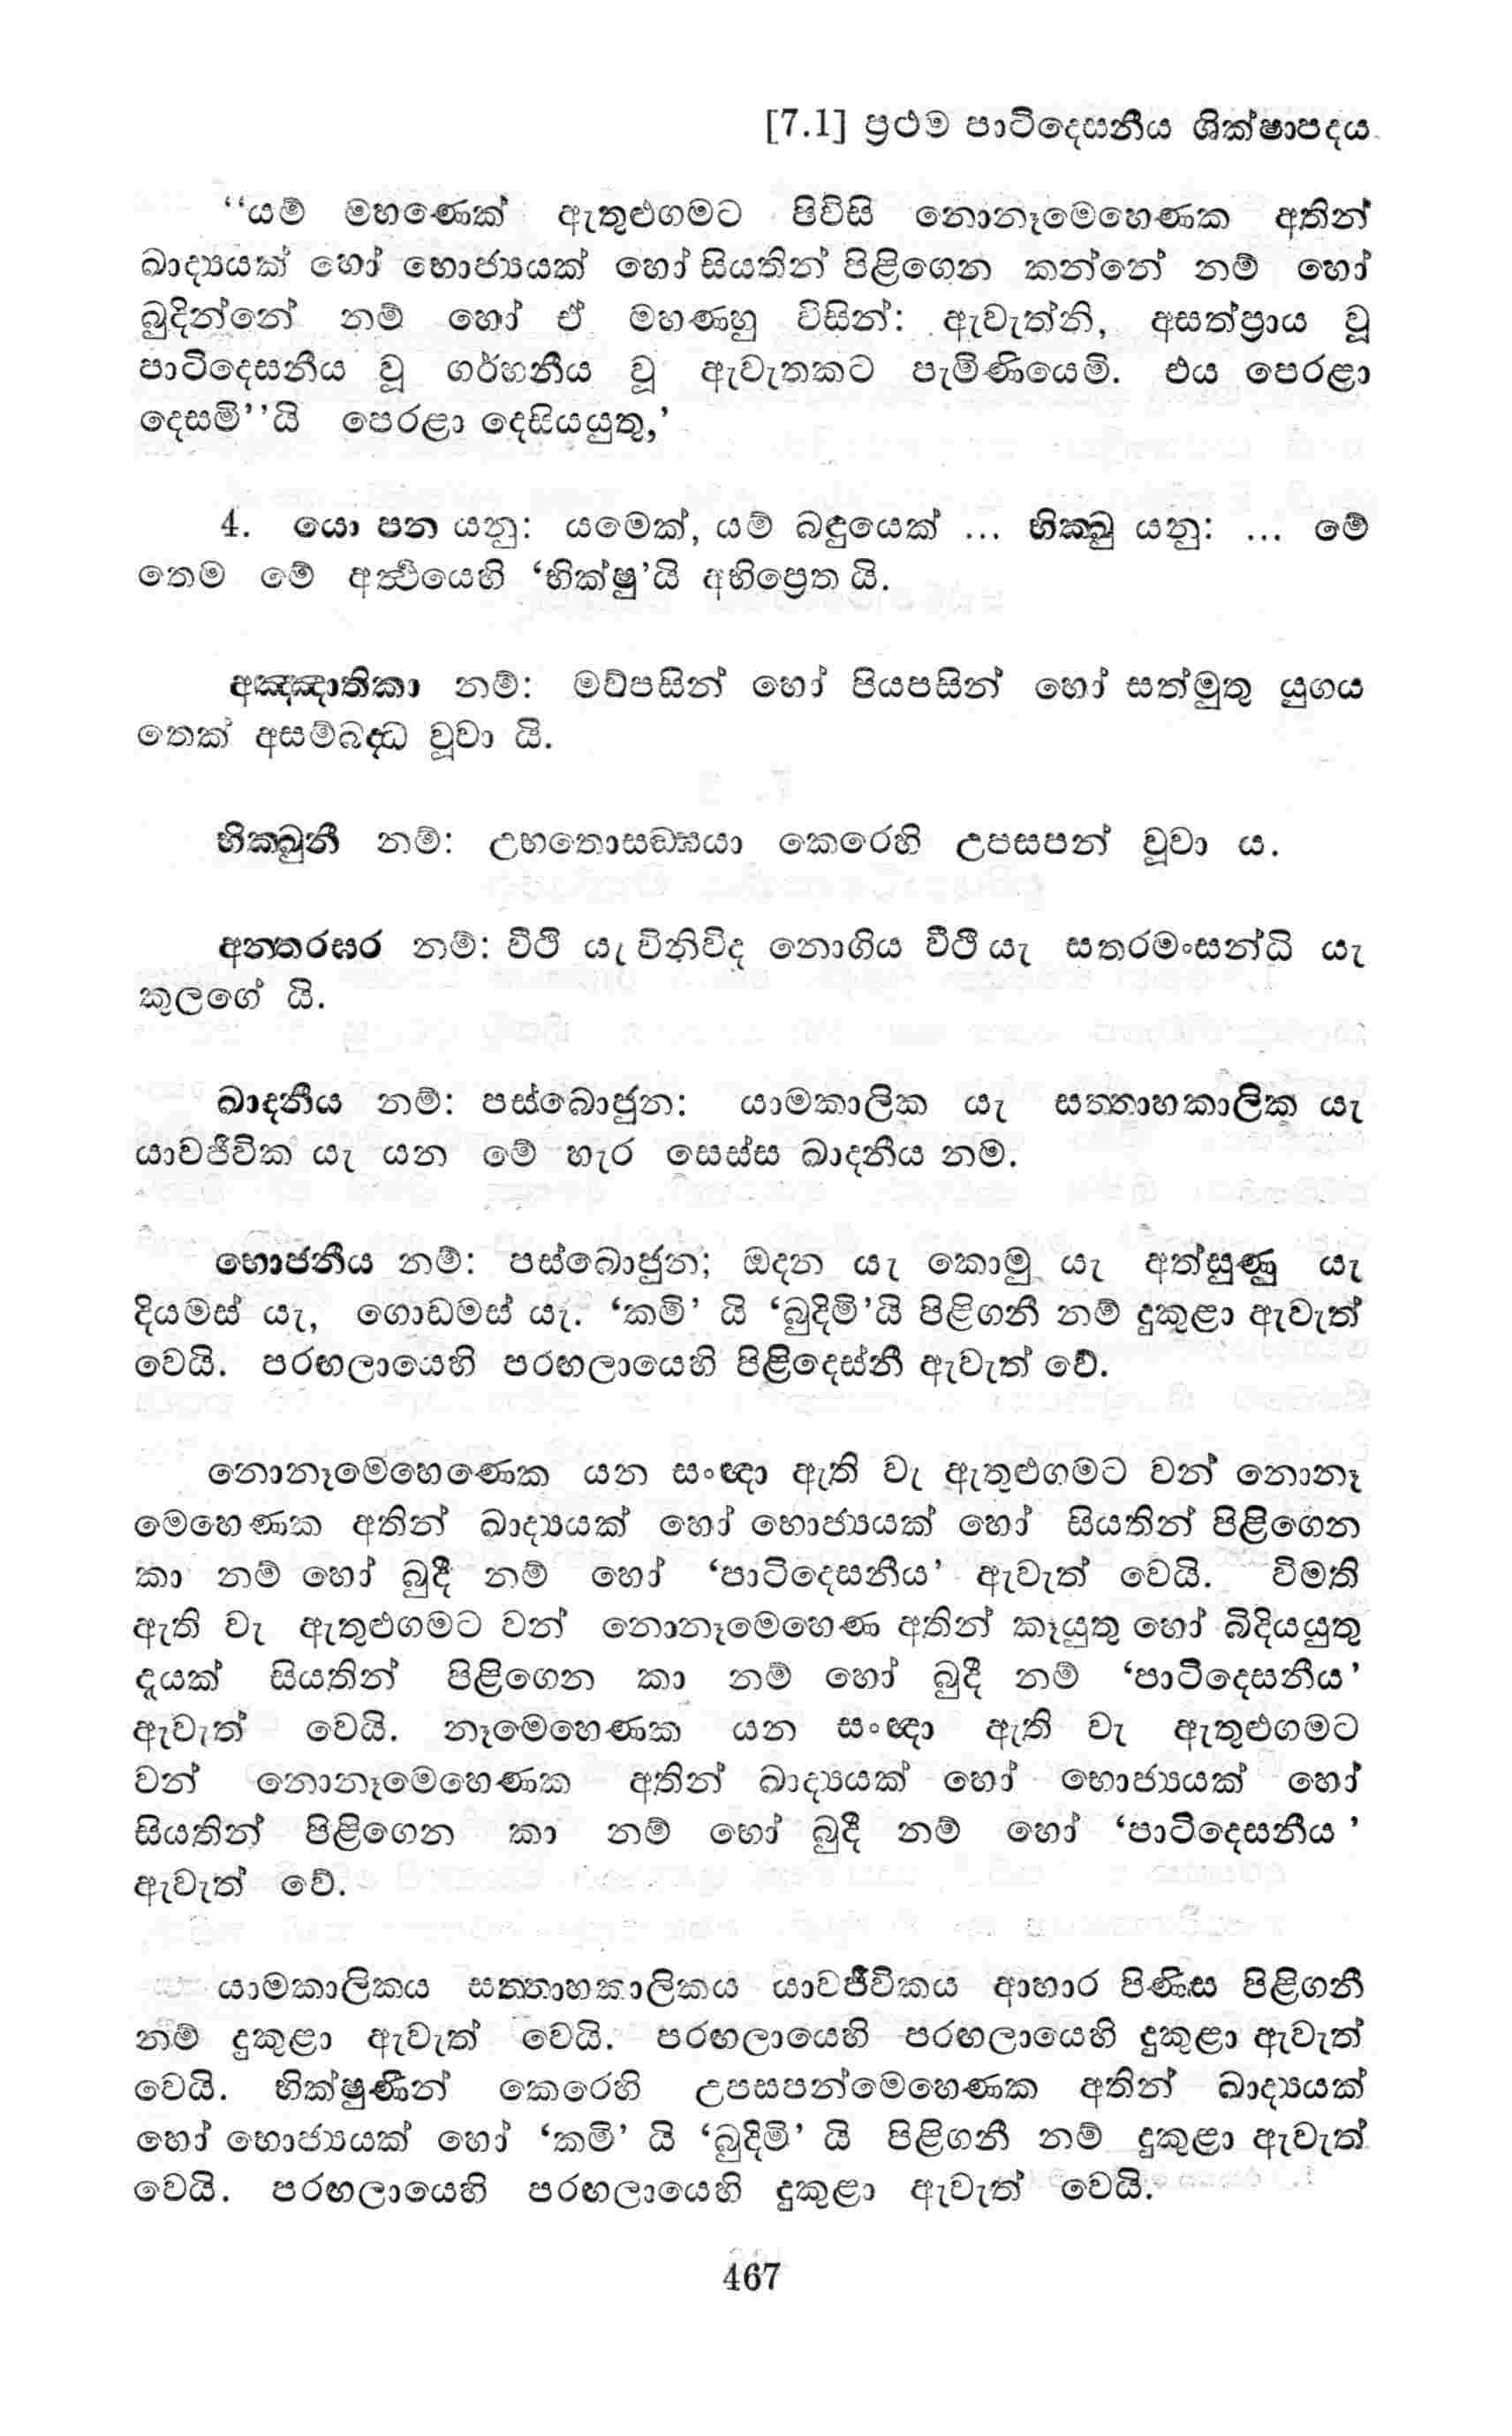 [7.1] ප්‍රථම පාටිදෙසනීය ශික්ෂාපදය
‘‘යම් මහණෙක් ඇතුළුගමට පිවිසි නොනෑමෙහෙණක අතින්
ඛාද්‍යයක් හෝ භොජ්‍යයක් හෝ සියතින් පිළිගෙන කන්නේ නම් හෝ
බුදින්නේ නම් හෝ ඒ මහණහු විසින්: ඇවැත්නි, අසත්ප්‍රාය වූ
පාටිදෙසනීය වූ ගර්හනීය වූ ඇවැතකට පැමිණියෙමි. එය පෙරළා
දෙසමි’’යි පෙරළා දෙසියයුතු,’
4. යො පන යනු: යමෙක්, යම් බඳුයෙක් ... භික්‍ඛු යනු: ... මේ
තෙම මේ අර්‍ත්‍ථයෙහි ‘භික්ෂු’යි අභිප්‍රෙත යි.
අඤ්ඤාතිකා නම්: මව්පසින් හෝ පියපසින් හෝ සත්මුතු යුගය
තෙක් අසම්බද්‍ධ වූවා යි.
භික්‍ඛුනී නම්: උභතොසඞ්‍ඝයා කෙරෙහි උපසපන් වූවා ය.
අන්‍තරඝර නම්: වීථි යැ විනිවිද නොගිය වීථි යැ සතරමංසන්ධි යැ
කුලගේ යි.
ඛාදනීය නම්: පස්බොජුන: යාමකාලික යැ සත්‍තාහකාලික යැ
යාවජීවික යැ යන මේ හැර සෙස්ස ඛාදනීය නම.
භොජනීය නම්: පස්බොජුන; ඔදන යැ කොමු යැ අත්සුණු යැ
දියමස් යැ, ගොඩමස් යැ. ‘කමි’ යි ‘බුදිමි’යි පිළිගනී නම් දුකුළා ඇවැත්
වෙයි. පරඟලායෙහි පරඟලායෙහි පිළිදෙස්නී ඇවැත් වේ.
නොනෑමෙහෙණක යන සංඥා ඇති වැ ඇතුළුගමට වන් නොනෑ
මෙහෙණක අතින් ඛාද්‍යයක් හෝ භොජ්‍යයක් හෝ සියතින් පිළිගෙන
කා නම් හෝ බුදී නම් හෝ ‘පාටිදෙසනීය’ ඇවැත් වෙයි. විමති
ඇති වැ ඇතුළුගමට වන් නොනෑමෙහෙණ අතින් කෑයුතු හෝ බිදියයුතු
දැයක් සියතින් පිළිගෙන කා නම් හෝ බුදී නම් ‘පාටිදෙසනීය’
ඇවැත් වෙයි. නෑමෙහෙණක යන සංඥා ඇති වැ ඇතුළුගමට
වන් නොනෑමෙහෙණක අතින් ඛාද්‍යයක් හෝ භොජ්‍යයක් හෝ
සියතින් පිළිගෙන කා නම් හෝ බුදී නම් හෝ ‘පාටිදෙසනීය’
ඇවැත් වේ.
යාමකාලිකය සත්‍තාහකාලිකය යාවජීවිකය ආහාර පිණිස පිළිගනී
නම් දුකුළා ඇවැත් වෙයි. පරඟලායෙහි පරඟලායෙහි දුකුළා ඇවැත්
වෙයි. භික්ෂුණීන් කෙරෙහි උපසපන්මෙහෙණක අතින් ඛාද්‍යයක්
හෝ භොජ්‍යයක් හෝ ‘කමි’ යි ‘බුදිමි’ යි පිළිගනී නම් දුකුළා ඇවැත්
වෙයි. පරඟලායෙහි පරඟලායෙහි දුකුළා ඇවැත් වෙයි.
467